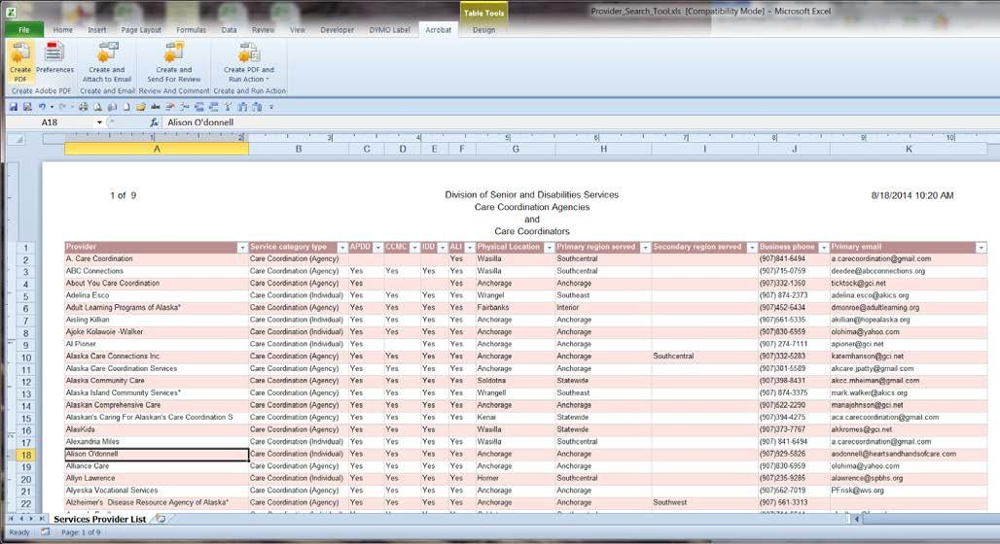 Table Tools
Provider_Search_Tool.xls [Compatibility Mode] - Microsoft Excel
File Home Insert Page Layout Formulas Data Review View Developer DYMO Label Acrobat Design
Create PDF Preferences Create and Attach to Email Create and Send For Review Create PDF and Run Action
Create Adobe PDF Create and Email Review And Comment Create and Run Action
A18 fx Alison O'donnell
1 2 3 4 5 6 7 8 9 10
A B C D E F G H I J K
1 of 9 Division of Senior and Disabilities Services 8/18/2014 10:20 AM
Care Coordination Agencies
and
Care Coordinators
1 Provider Service category type APDD CCMC IDD ALI Physical Location Primary region served Secondary region served Business phone Primary email
2 A. Care Coordination Care Coordination (Agency) Yes Wasilla Southcentral (907)841-6494 a.carecoordination@gmail.com
3 ABC Connections Care Coordination (Agency) Yes Yes Yes Yes Wasilla Southcentral (907)715-0759 deedee@abcconnections.org
4 About You Care Coordination Care Coordination (Agency) Yes Yes Anchorage Anchorage (907)332-1350 ticktock@gci.net
5 Adelina Esco Care Coordination (Individual) Yes Yes Yes Yes Wrangel Southeast (907) 874-2373 adelina.esco@akics.org
6 Adult Learning Programs of Alaska* Care Coordination (Agency) Yes Yes Yes Yes Fairbanks Interior (907)452-6434 dmonroe@adultlearning.org
7 Aisling Killian Care Coordination (Individual) Yes Yes Yes Yes Anchorage Anchorage (907)561-5335 akillian@hopealaska.org
8 Ajoke Kolawoie -Walker Care Coordination (Individual) Yes Yes Yes Yes Anchorage Anchorage (907)830-6959 olohima@yahoo.com
9 Al Pioner Care Coordination (Individual) Yes Yes Yes Anchorage Anchorage (907) 274-7111 apioner@gci.net
10 Alaska Care Connections Inc. Care Coordination (Agency) Yes Yes Yes Yes Anchorage Anchorage Southcentral (907)332-5283 katemhanson@gci.net
11 Alaska Care Coordination Services Care Coordination (Agency) Yes Yes Yes Yes Anchorage Anchorage (907)301-5589 akcare.jpatty@gmail.com
12 Alaska Community Care Care Coordination (Agency) Yes Yes Yes Yes Soldotna Statewide (907)398-8431 akcc.mheiman@gmail.com
13 Alaska Island Community Services* Care Coordination (Agency) Yes Yes Yes Yes Wrangell Southeast (907) 874-3375 mark.walker@akics.org
14 Alaskan Comprehensive Care Care Coordination (Agency) Yes Yes Yes Yes Anchorage Anchorage (907)522-2290 mariajohnson@gci.net
15 Alaskan's Caring For Alaskan's Care Coordination S Care Coordination (Agency) Yes Yes Yes Yes Kenai Statewide (907)394-4275 aca.carecoordination@gmail.com
16 AlasKids Care Coordination (Agency) Yes Yes Wasilla Statewide (907)373-7767 akkromes@gci.net
17 Alexandria Miles Care Coordination (Individual) Yes Yes Wasilla Southcentral (907) 841-6494 a.carecoordination@gmail.com
18 Alison O'donnell Care Coordination (Individual) Yes Yes Yes Yes Anchorage Anchorage (907)929-5826 aodonnell@heartsandhandsofcare.com
19 Alliance Care Care Coordination (Agency) Yes Yes Yes Yes Anchorage Anchorage (907)830-6959 olohima@yahoo.com
20 Allyn Lawrence Care Coordination (Individual) Yes Yes Yes Yes Homer Southcentral (907)235-9285 alawrence@spbhs.org
21 Alyeska Vocational Services Care Coordination (Agency) Yes Yes Yes Yes Anchorage Anchorage (907)562-7019 PFrisk@ws.org
22 Alzheimer's Disease Resource Agency of Alaska* Care Coordination (Agency) Yes Yes Yes Yes Anchorage Anchorage Southwest (907) 561-3313
Services Provider List
Ready Page: 1 of 9